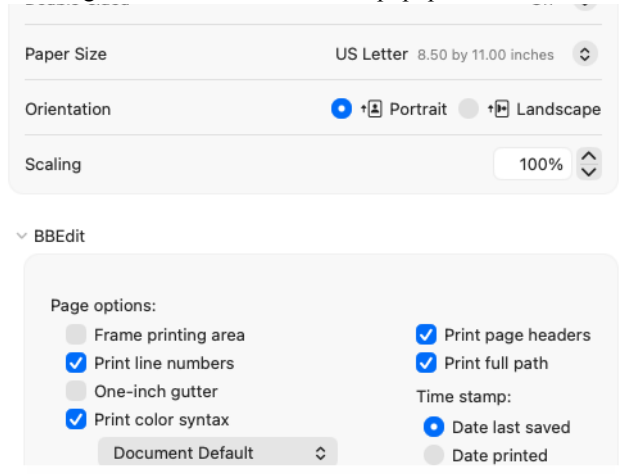 Paper Size US Letter 8.50 by 11.00 inches
Orientation Portrait Landscape
Scaling 100%
BBEdit
Page options:
Frame printing area Print page headers
Print line numbers Print full path
One-inch gutter Time stamp:
Print color syntax Date last saved
Document Default Date printed